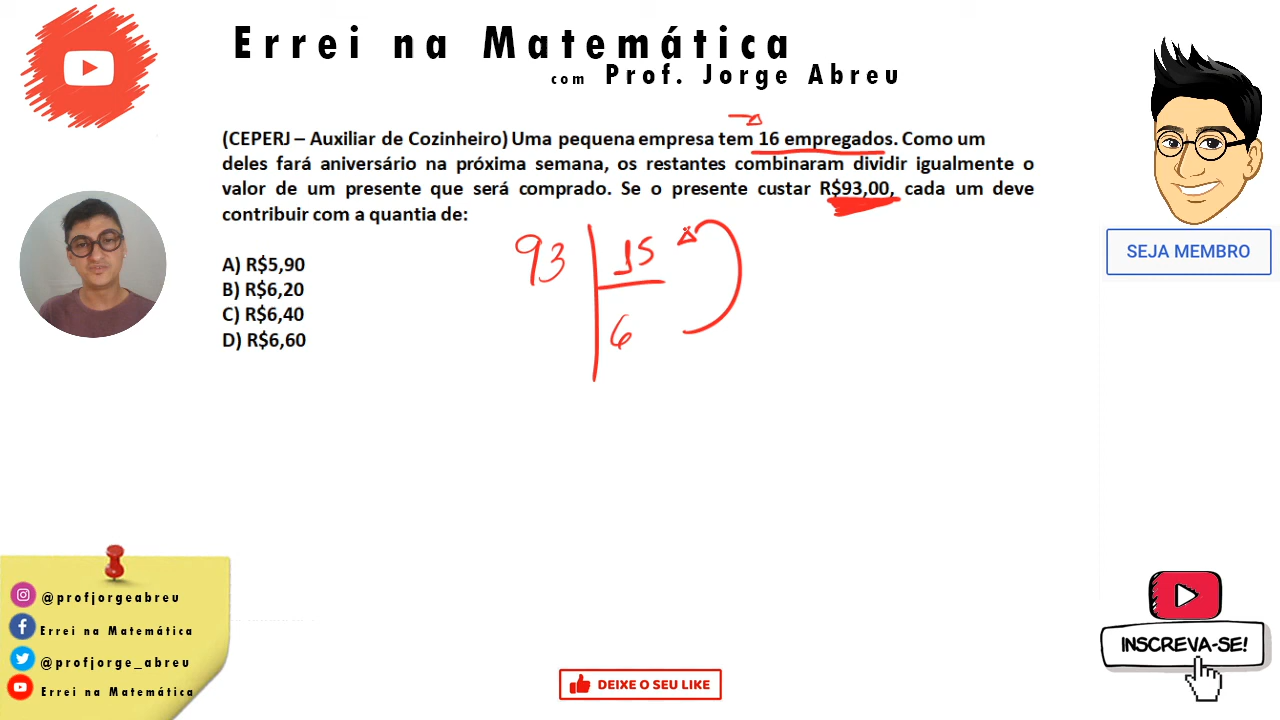 Errei na Matemática
com Prof. Jorge Abreu
(CEPERJ – Auxiliar de Cozinheiro) Uma pequena empresa tem 16 empregados. Como um
deles fará aniversário na próxima semana, os restantes combinaram dividir igualmente o
valor de um presente que será comprado. Se o presente custar R$93,00, cada um deve
contribuir com a quantia de:
93 15
6
A) R$5,90
B) R$6,20
C) R$6,40
D) R$6,60
SEJA MEMBRO
@profjorgeabreu
Errei na Matemática
@profjorge_abreu
Errei na Matemática
DEIXE O SEU LIKE
INSCREVA-SE!